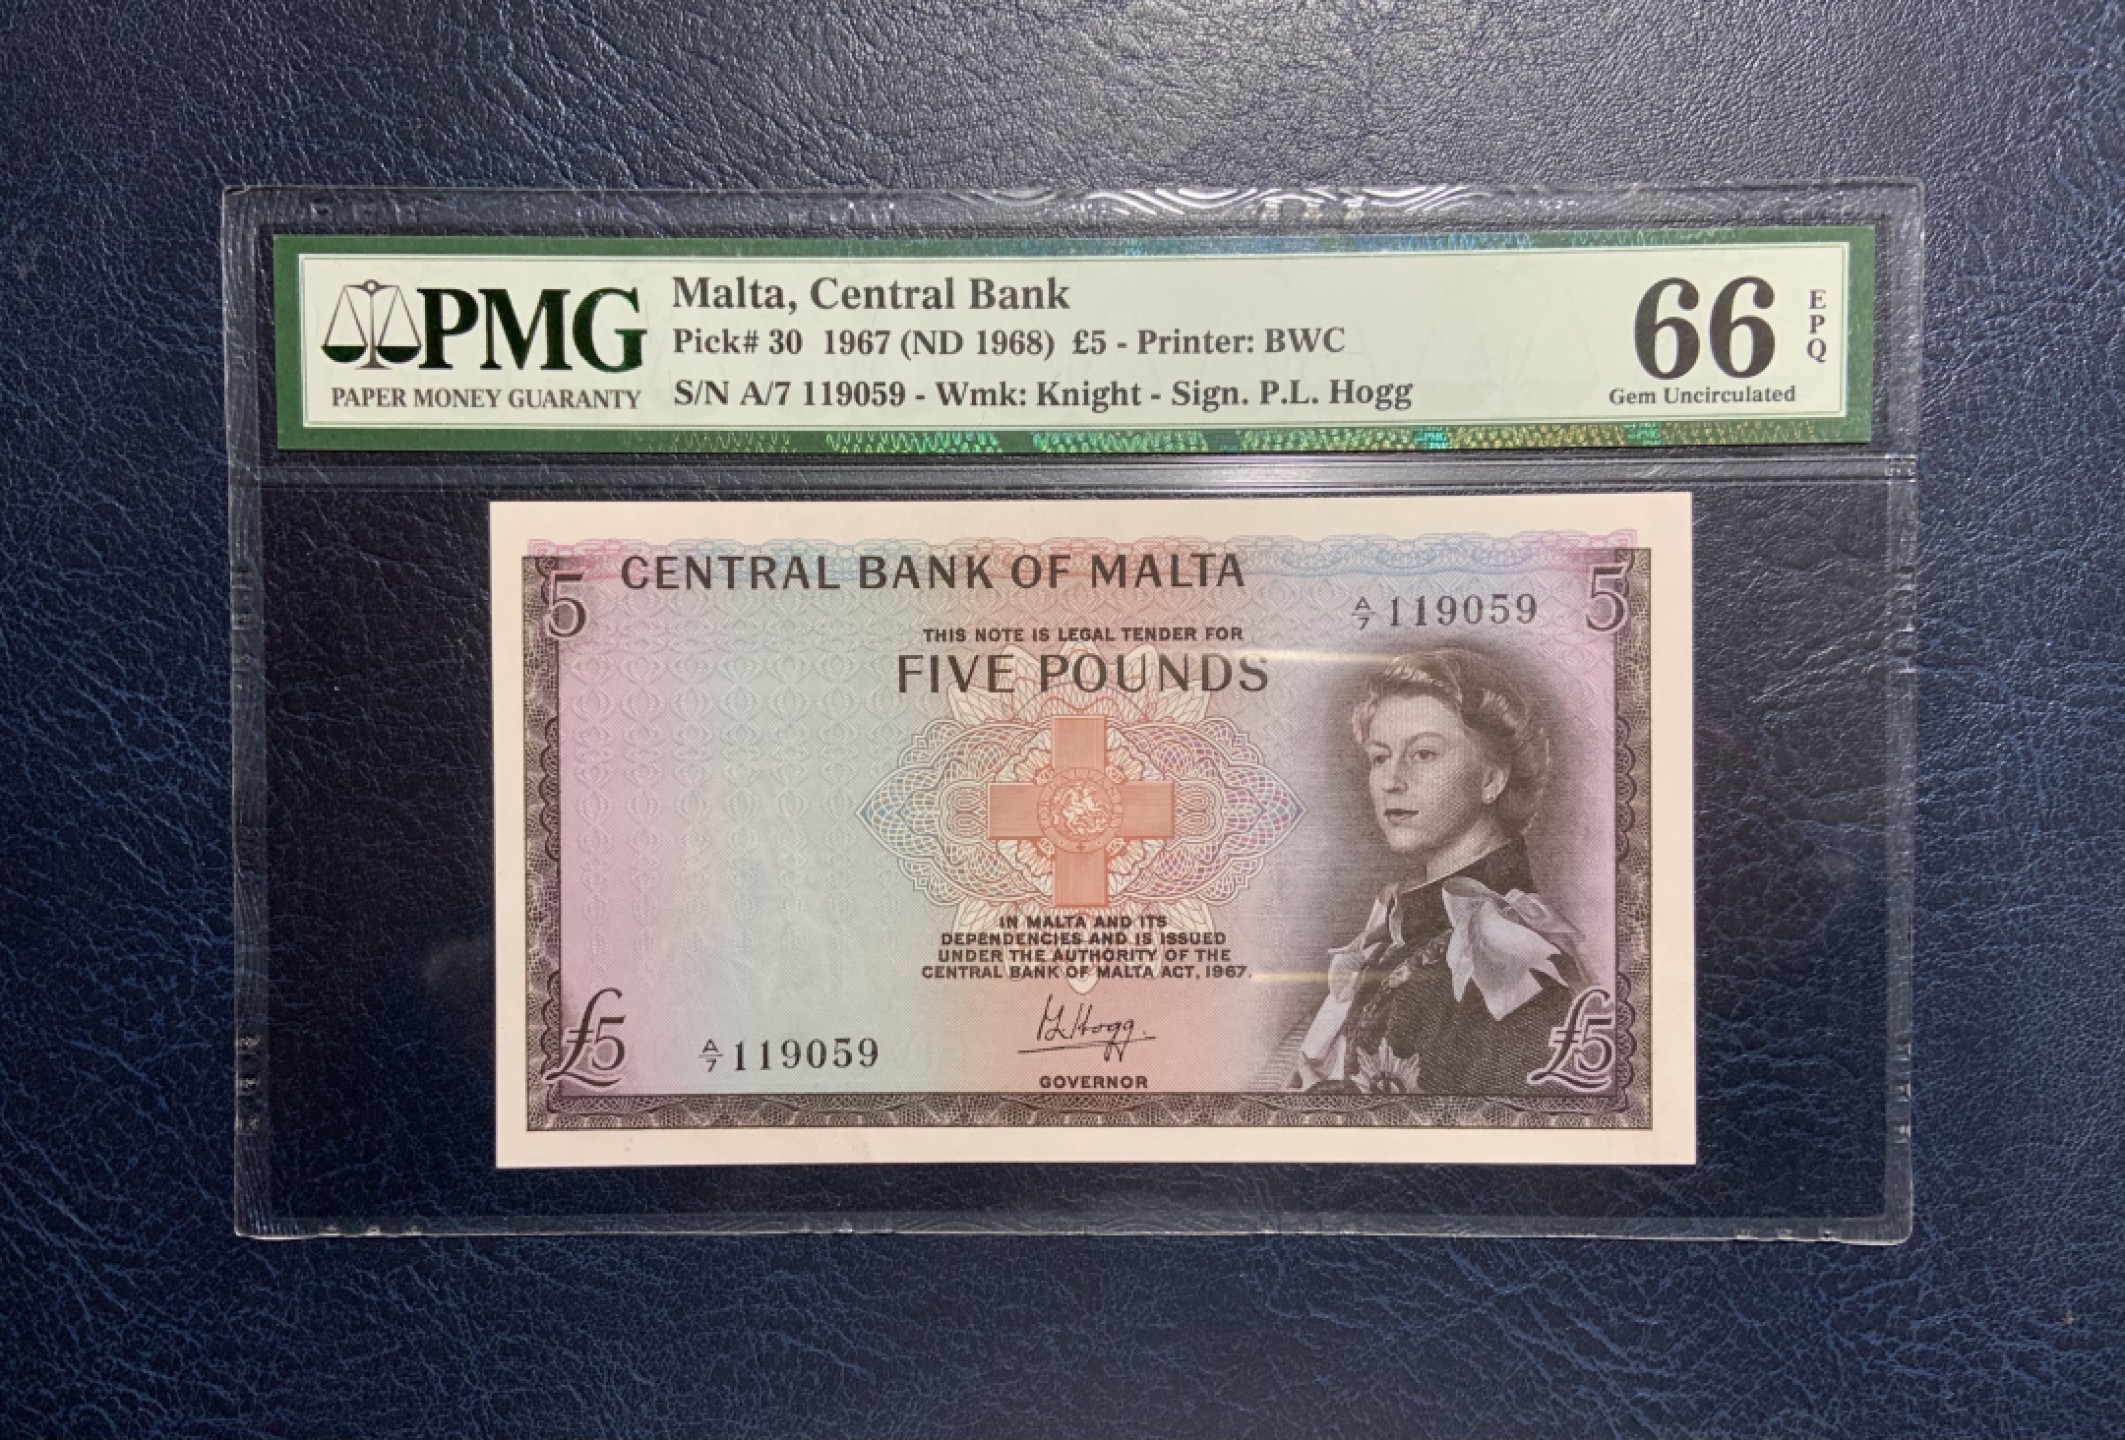 PMG
PAPER MONEY GUARANTY
Malta, Central Bank
Pick# 30 1967 (ND 1968) £5 - Printer: BWC
S/N A/7 119059 - Wmk: Knight - Sign. P.L. Hogg
66
EPQ
Gem Uncirculated
5 CENTRAL BANK OF MALTA 5
A/7 119059
THIS NOTE IS LEGAL TENDER FOR
FIVE POUNDS
IN MALTA AND ITS
DEPENDENCIES AND IS ISSUED
UNDER THE AUTHORITY OF THE
CENTRAL BANK OF MALTA ACT, 1967.
£5 A/7 119059
P L Hogg
£5
GOVERNOR